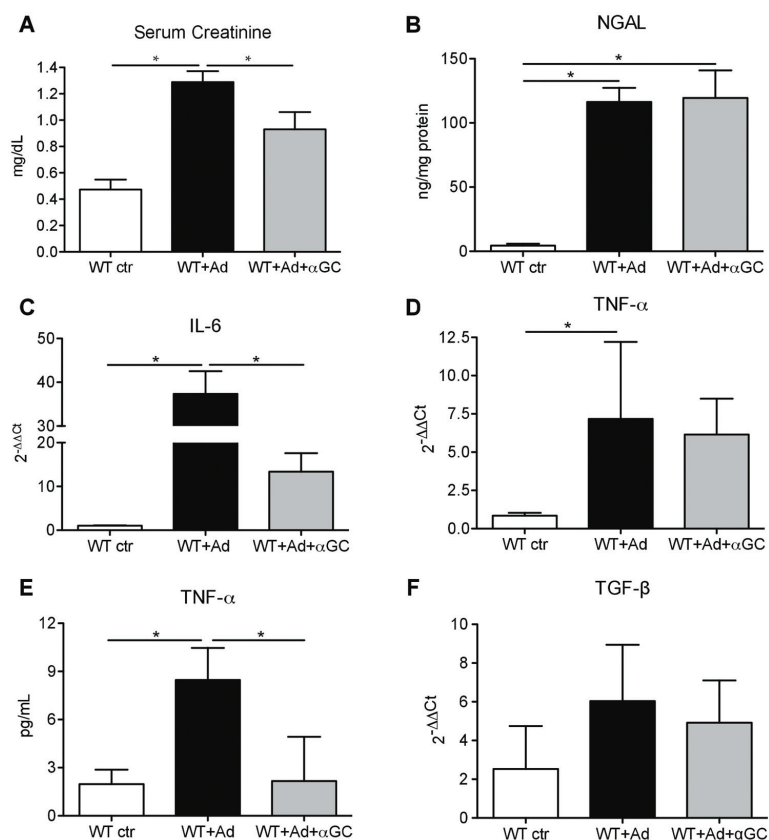 A
Serum Creatinine
*
*
mg/dL
1.4
1.2
1.0
0.8
0.6
0.4
0.2
0.0
WT ctr
WT+Ad
WT+Ad+αGC
B
NGAL
*
*
ng/mg protein
150
100
50
0
WT ctr
WT+Ad
WT+Ad+αGC
C
IL-6
*
*
2-ΔΔCt
50
40
30
20
10
0
WT ctr
WT+Ad
WT+Ad+αGC
D
TNF-α
*
2-ΔΔCt
12.5
10.0
7.5
5.0
2.5
0.0
WT ctr
WT+Ad
WT+Ad+αGC
E
TNF-α
*
*
pg/mL
12
9
6
3
0
WT ctr
WT+Ad
WT+Ad+αGC
F
TGF-β
2-ΔΔCt
10
8
6
4
2
0
WT ctr
WT+Ad
WT+Ad+αGC